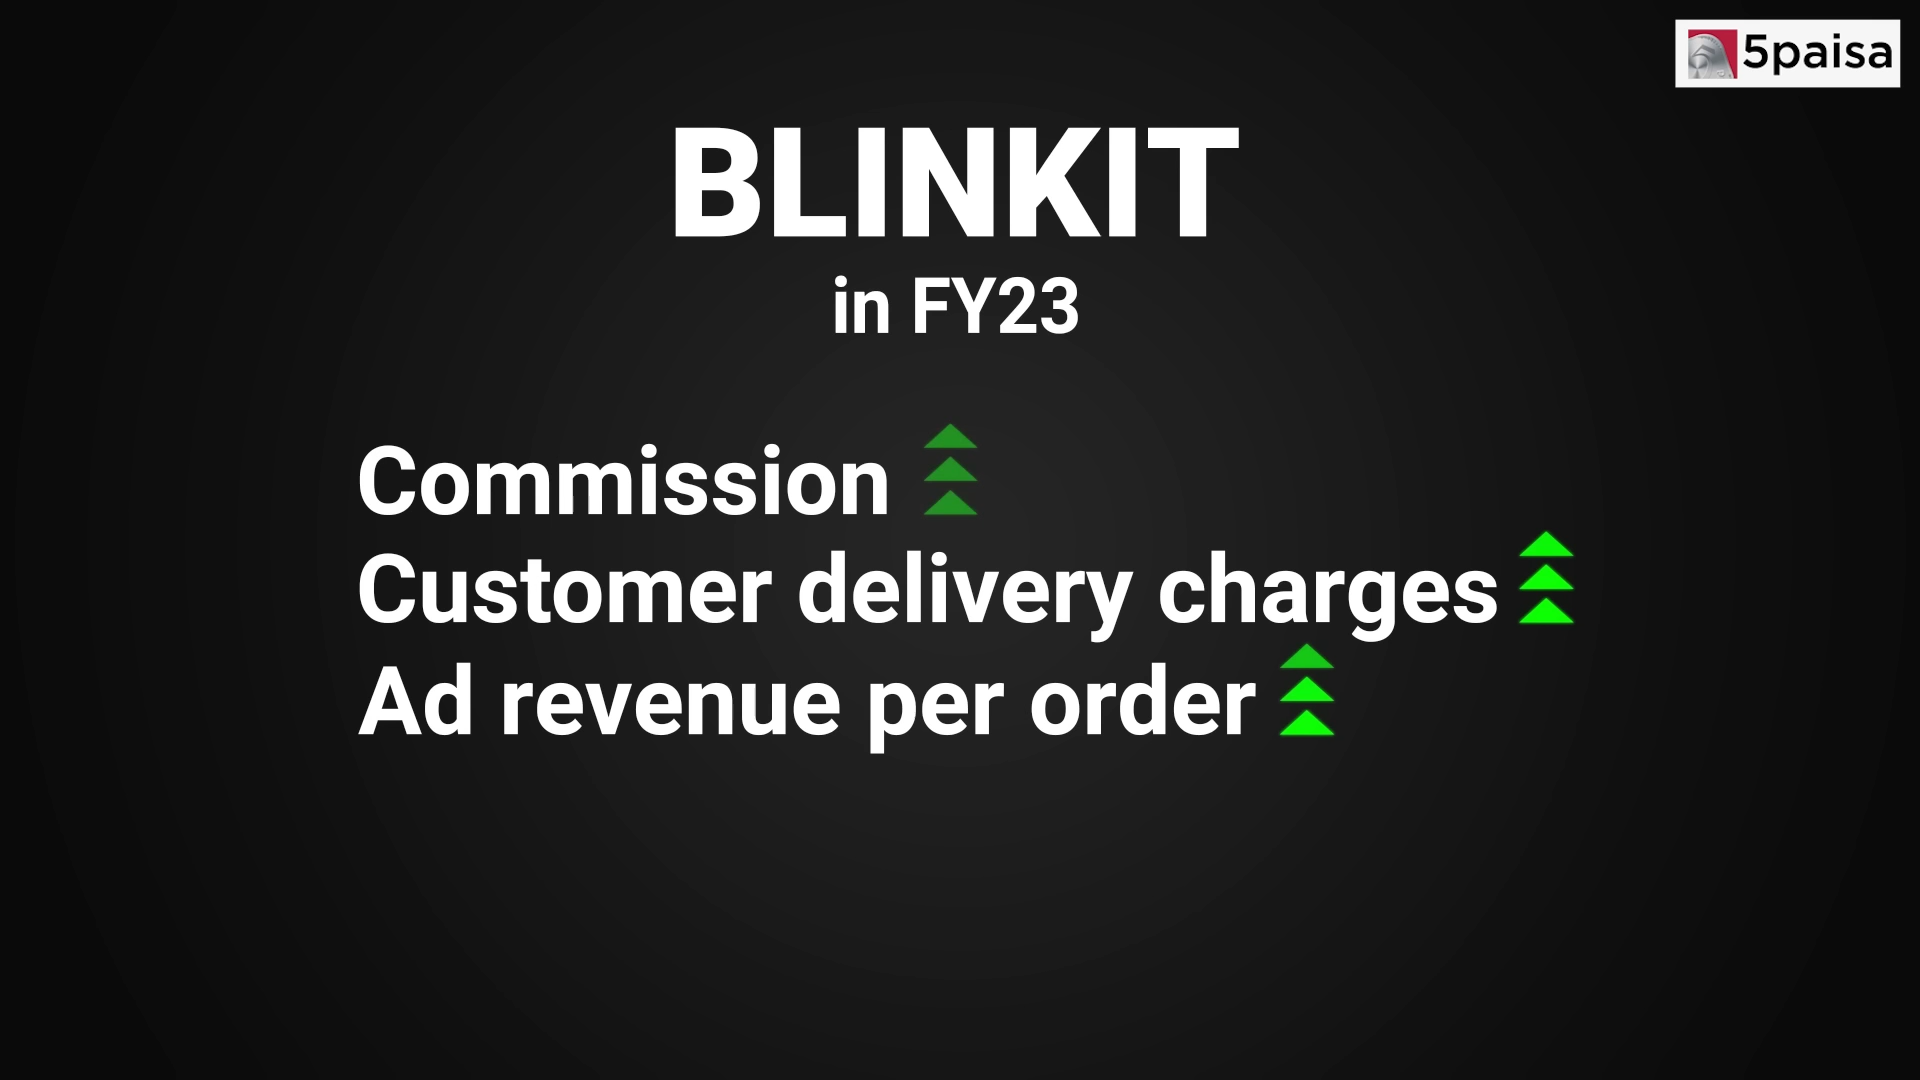 5paisa
BLINKIT
in FY23
Commission
Customer delivery charges
Ad revenue per order